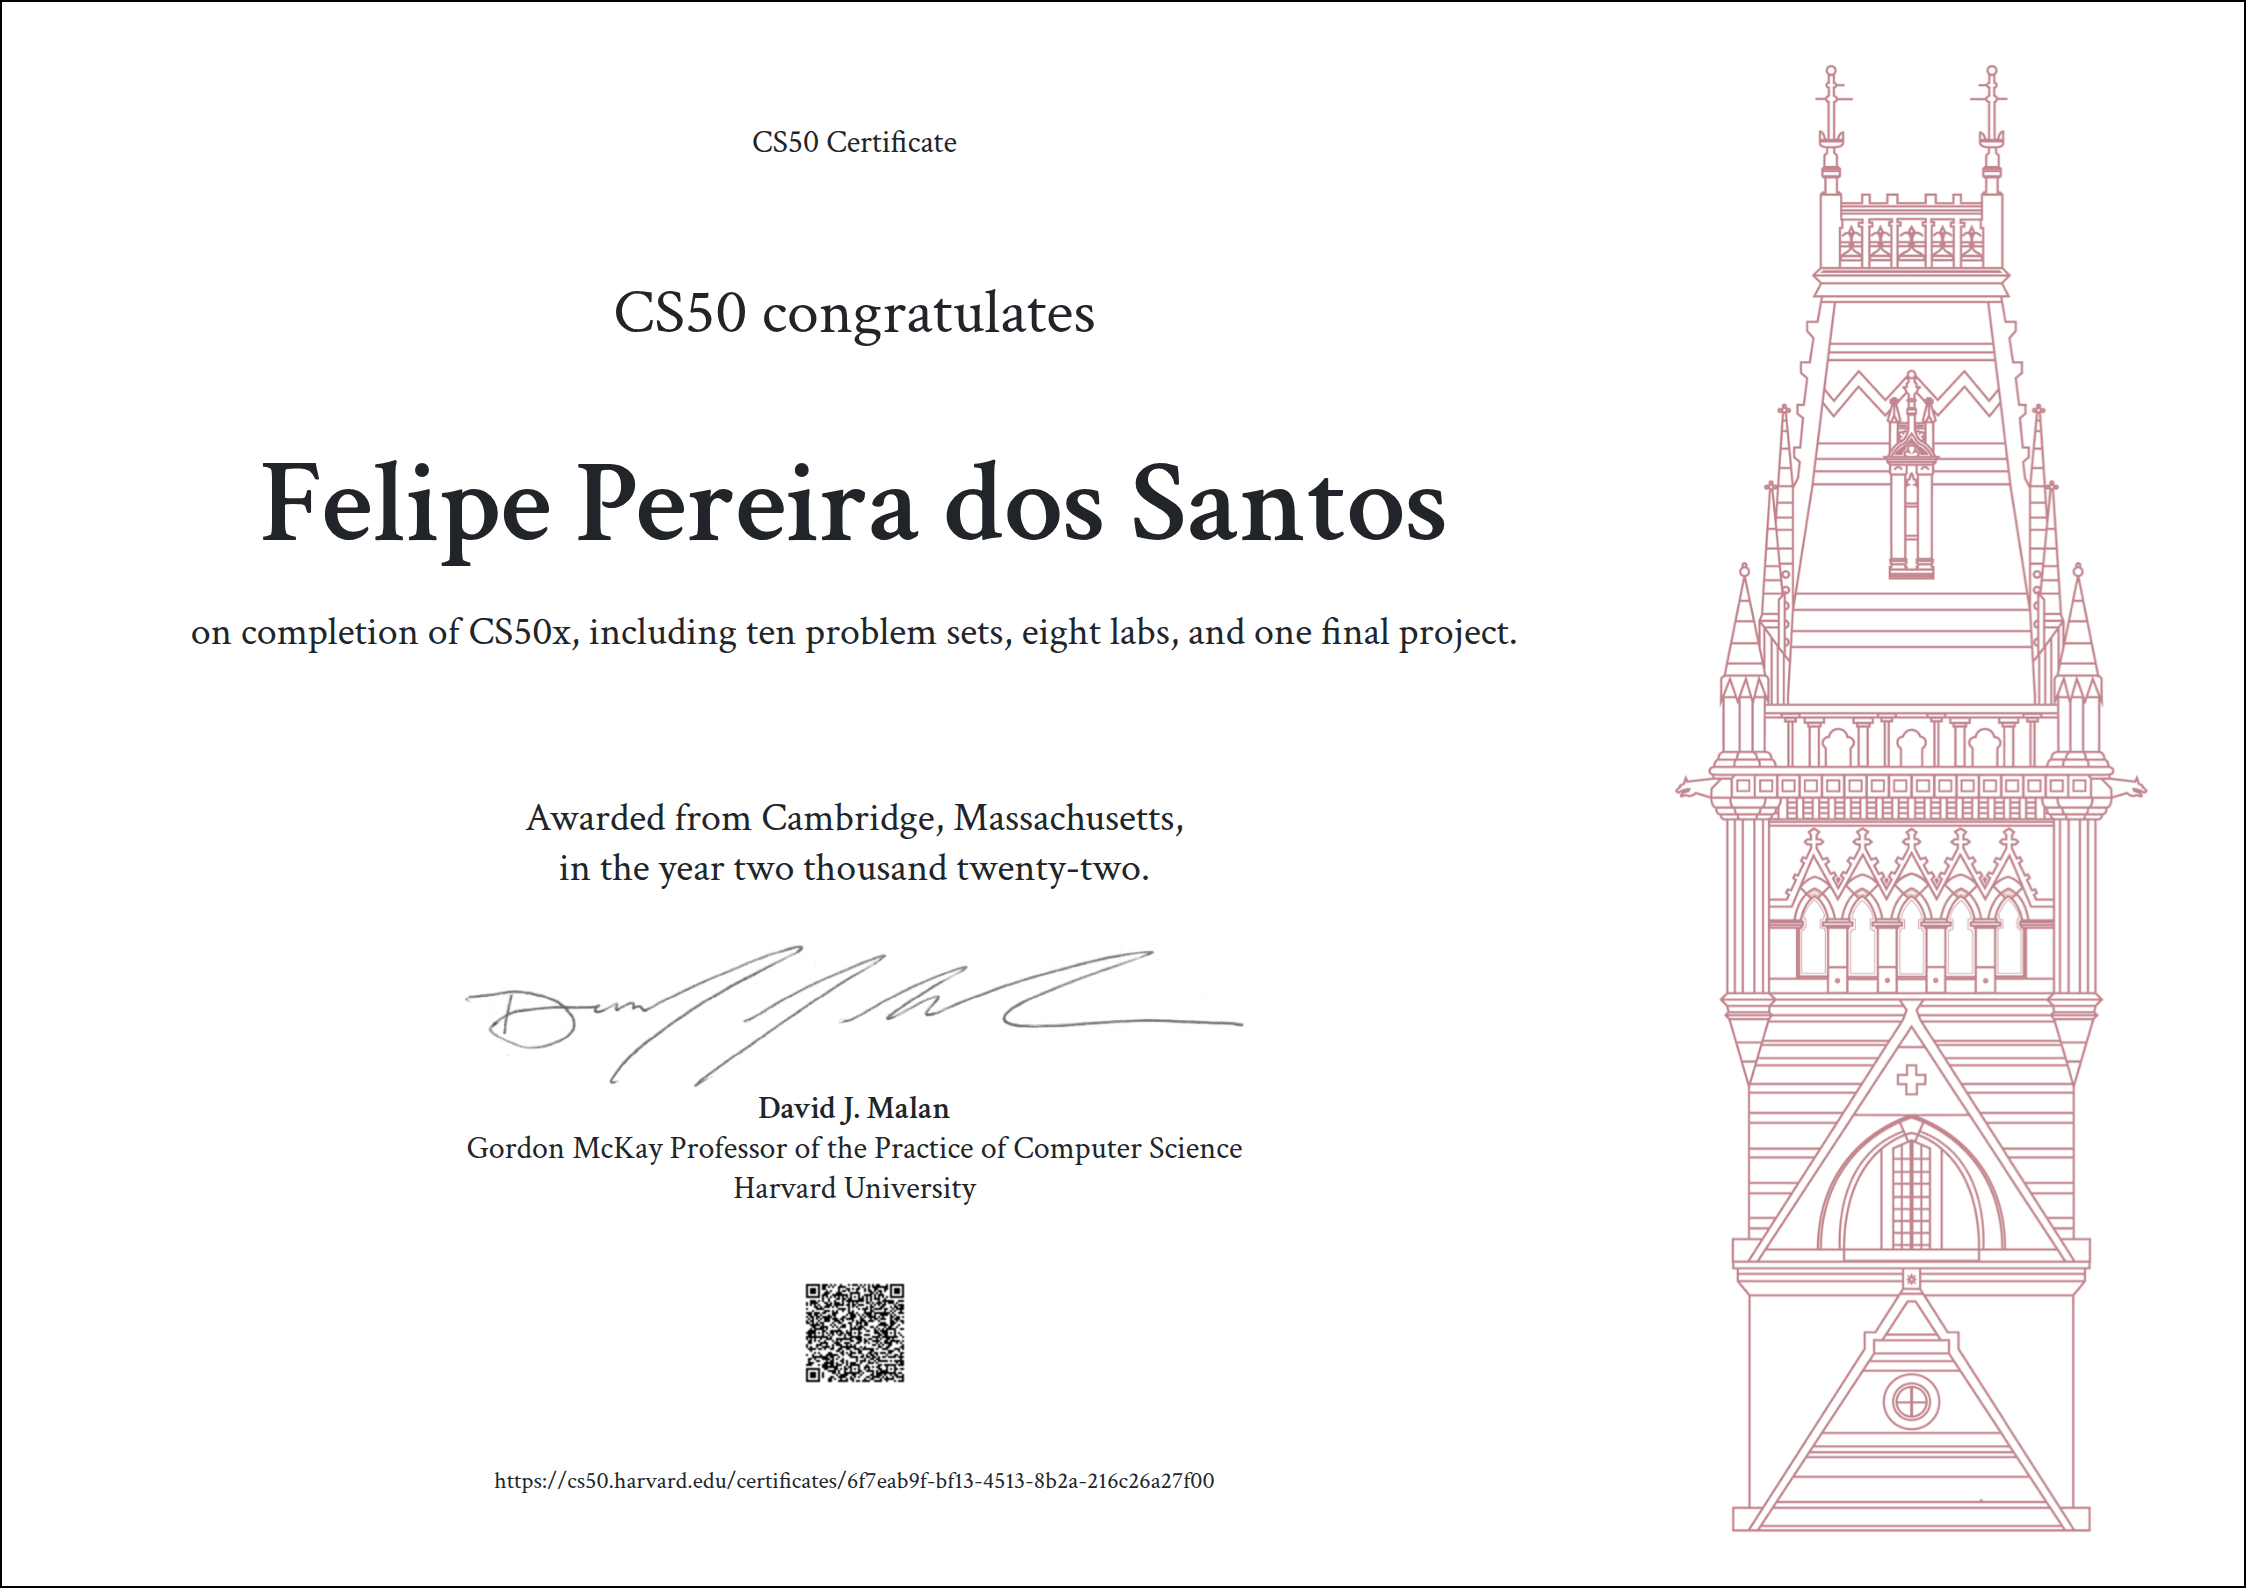 CS50 Certificate
CS50 congratulates
Felipe Pereira dos Santos
on completion of CS50x, including ten problem sets, eight labs, and one final project.
Awarded from Cambridge, Massachusetts,
in the year two thousand twenty-two.
David J. Malan
Gordon McKay Professor of the Practice of Computer Science
Harvard University
https://cs50.harvard.edu/certificates/6f7eab9f-bf13-4513-8b2a-216c26a27f00